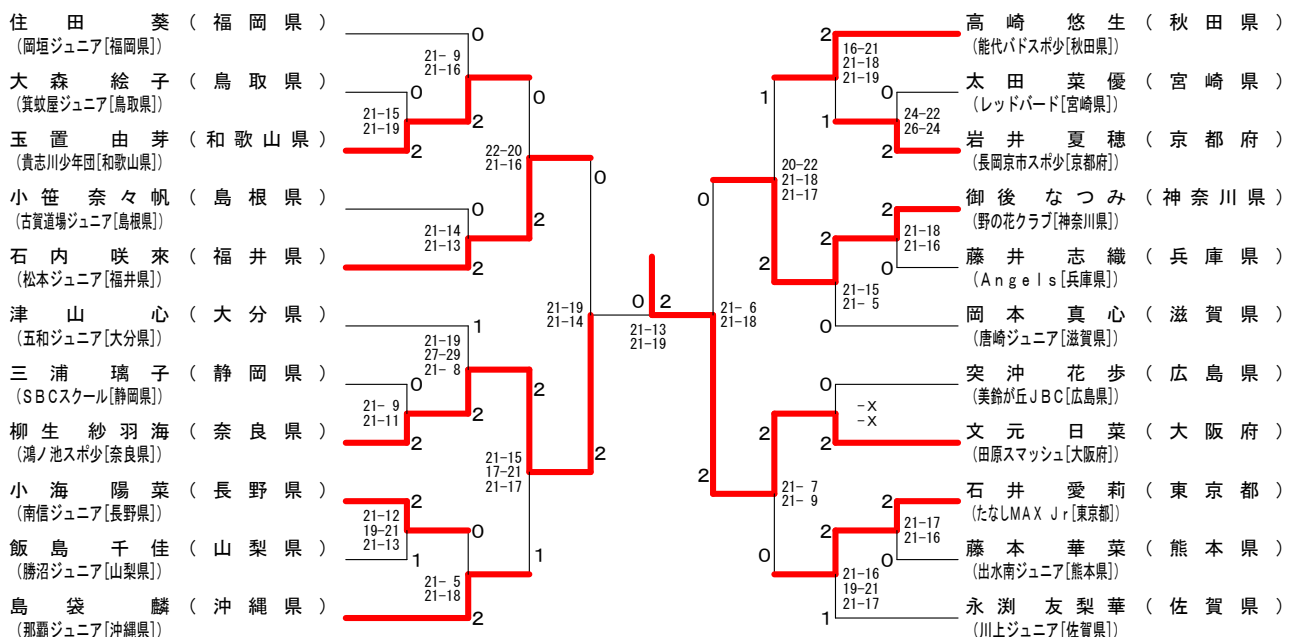 住田 葵 (福岡県)
(岡垣ジュニア[福岡県])
大森 絵子 (鳥取県)
(箕蚊屋ジュニア[鳥取県])
玉置 由芽 (和歌山県)
(貴志川少年団[和歌山県])
小笹 奈々帆 (島根県)
(古賀道場ジュニア[島根県])
石内 咲來 (福井県)
(松本ジュニア[福井県])
津山 心 (大分県)
(五和ジュニア[大分県])
三浦 璃子 (静岡県)
(SBCスクール[静岡県])
柳生 紗羽海 (奈良県)
(鴻ノ池スポ少[奈良県])
小海 陽菜 (長野県)
(南信ジュニア[長野県])
飯島 千佳 (山梨県)
(勝沼ジュニア[山梨県])
島袋 麟 (沖縄県)
(那覇ジュニア[沖縄県])
0
21- 9
21-16
0
21-15
21-19
2
2
0
22-20
21-16
0
21-14
21-13
2
2
0
21-19
21-14
1
21-19
27-29
21- 8
0
21- 9
21-11
2
2
2
21-15
17-21
21-17
2
2
21-12
19-21
21-13
1
0
21- 5
21-18
2
1
0
2
21-13
21-19
0
21- 6
21-18
2
1
20-22
21-18
21-17
2
2
16-21
21-18
21-19
1
0
24-22
26-24
2
2
21-18
21-16
0
2
21-15
21- 5
0
2
21- 7
21- 9
0
0
-X
-X
2
2
21-17
21-16
0
2
21-16
19-21
21-17
1
高崎 悠生 (秋田県)
(能代バドスポ少[秋田県])
太田 菜優 (宮崎県)
(レッドバード[宮崎県])
岩井 夏穂 (京都府)
(長岡京市スポ少[京都府])
御後 なつみ (神奈川県)
(野の花クラブ[神奈川県])
藤井 志織 (兵庫県)
(Angels[兵庫県])
岡本 真心 (滋賀県)
(唐崎ジュニア[滋賀県])
突沖 花歩 (広島県)
(美鈴が丘JBC[広島県])
文元 日菜 (大阪府)
(田原スマッシュ[大阪府])
石井 愛莉 (東京都)
(たなしMAX Jr[東京都])
藤本 華菜 (熊本県)
(出水南ジュニア[熊本県])
永渕 友梨華 (佐賀県)
(川上ジュニア[佐賀県])